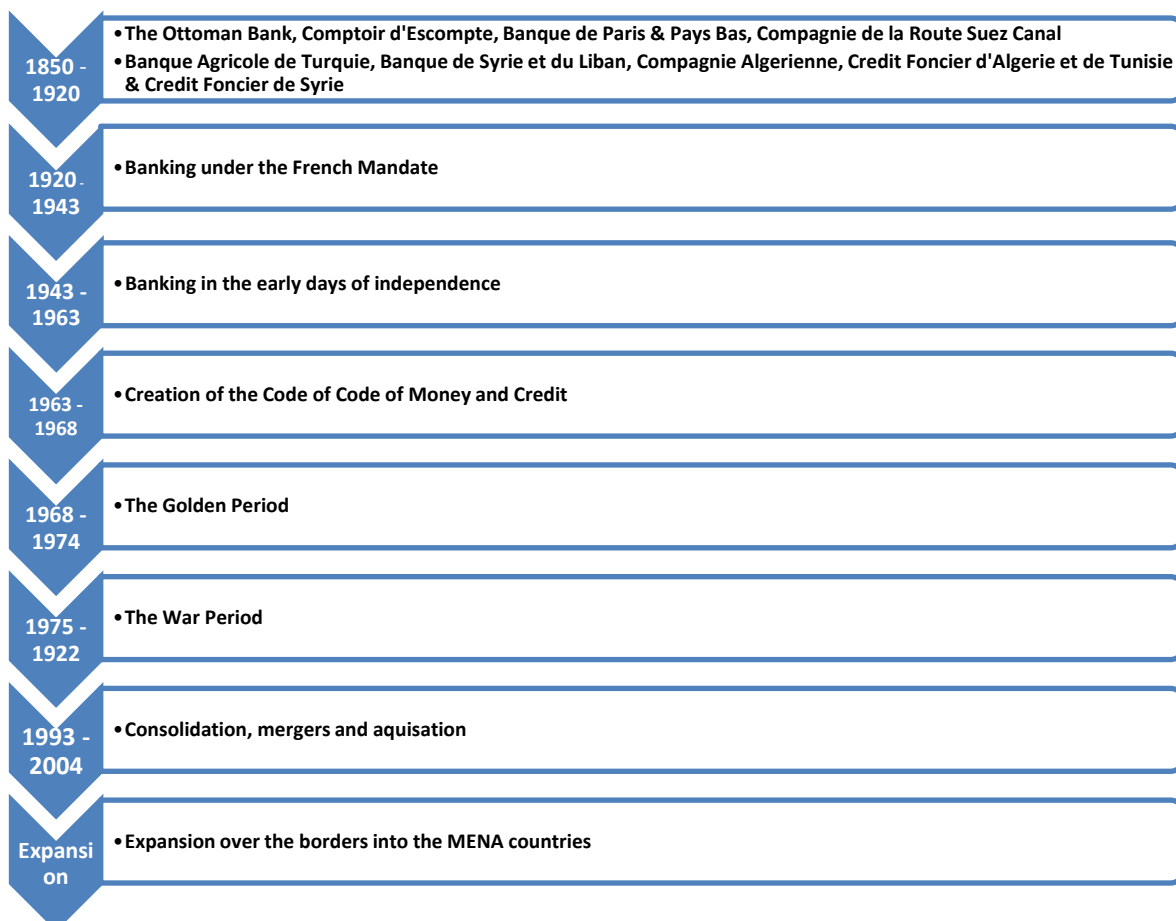 1850 -
1920
•The Ottoman Bank, Comptoir d'Escompte, Banque de Paris & Pays Bas, Compagnie de la Route Suez Canal
•Banque Agricole de Turquie, Banque de Syrie et du Liban, Compagnie Algerienne, Credit Foncier d'Algerie et de Tunisie
& Credit Foncier de Syrie
1920 -
1943
•Banking under the French Mandate
1943 -
1963
•Banking in the early days of independence
1963 -
1968
•Creation of the Code of Code of Money and Credit
1968 -
1974
•The Golden Period
1975 -
1922
•The War Period
1993 -
2004
•Consolidation, mergers and aquisation
Expansi
on
•Expansion over the borders into the MENA countries